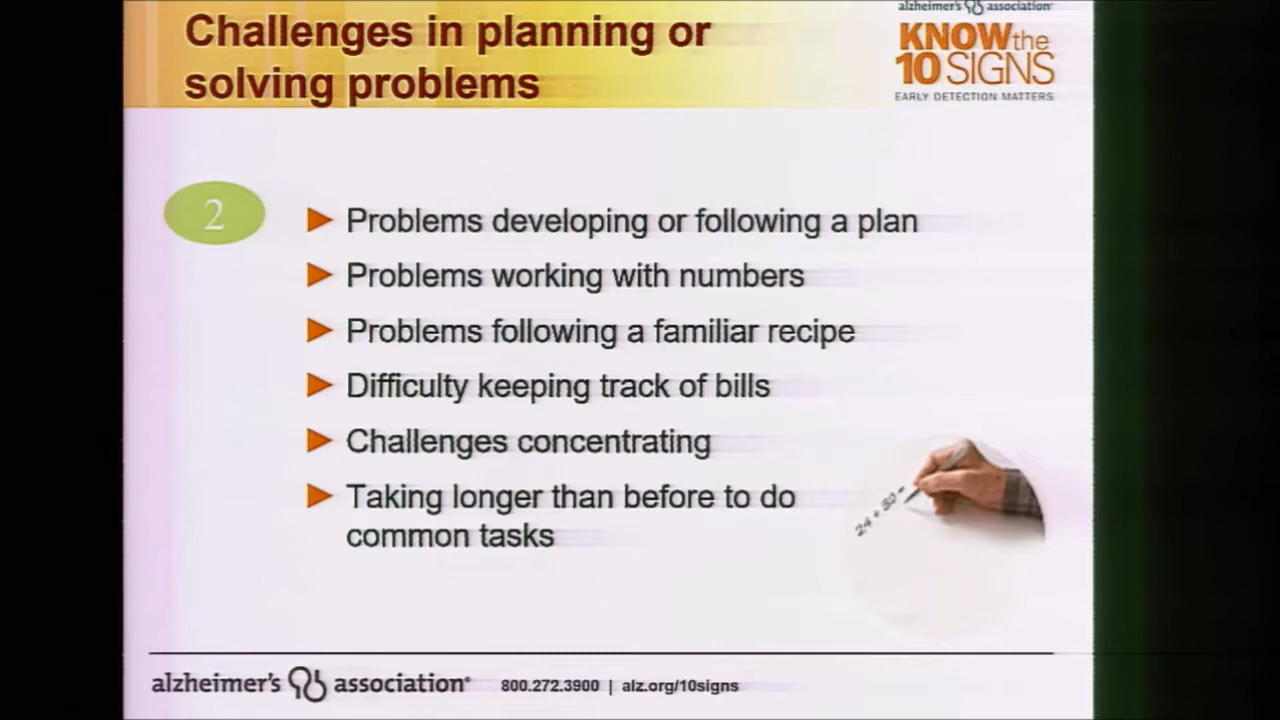 alzheimer's association
Challenges in planning or
solving problems
KNOW the
10 SIGNS
EARLY DETECTION MATTERS
2
Problems developing or following a plan
Problems working with numbers
Problems following a familiar recipe
Difficulty keeping track of bills
Challenges concentrating
Taking longer than before to do
common tasks
24 + 30 =
alzheimer's association® 800.272.3900 | alz.org/10signs